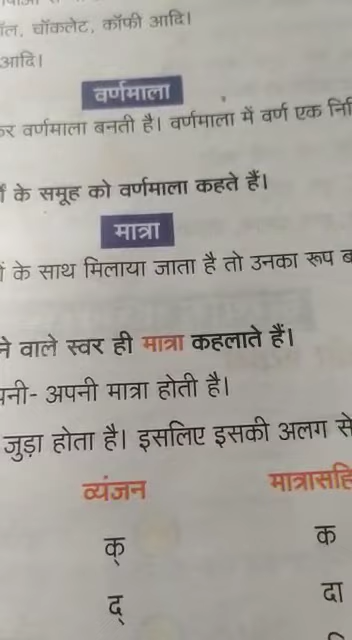 चॉकलेट, कॉफी आदि।
आदि।
वर्णमाला
वर्णमाला बनती है। वर्णमाला में वर्ण एक
के समूह को वर्णमाला कहते हैं।
मात्रा
के साथ मिलाया जाता है तो उनका रूप
वाले स्वर ही मात्रा कहलाते हैं।
अपनी मात्रा होती है।
जुड़ा होता है। इसलिए इसकी अलग से
व्यंजन
क् क
द् दा